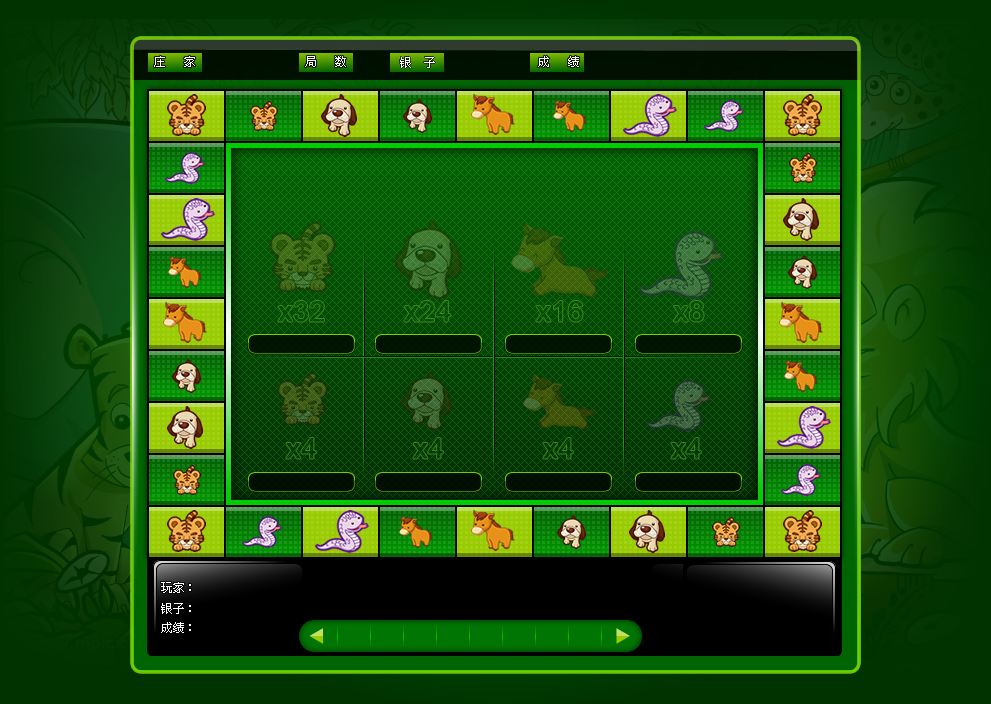 庄 家 局 数 银 子 成 绩
x32 x24 x16 x8
x4 x4 x4 x4
玩家：
银子：
成绩：